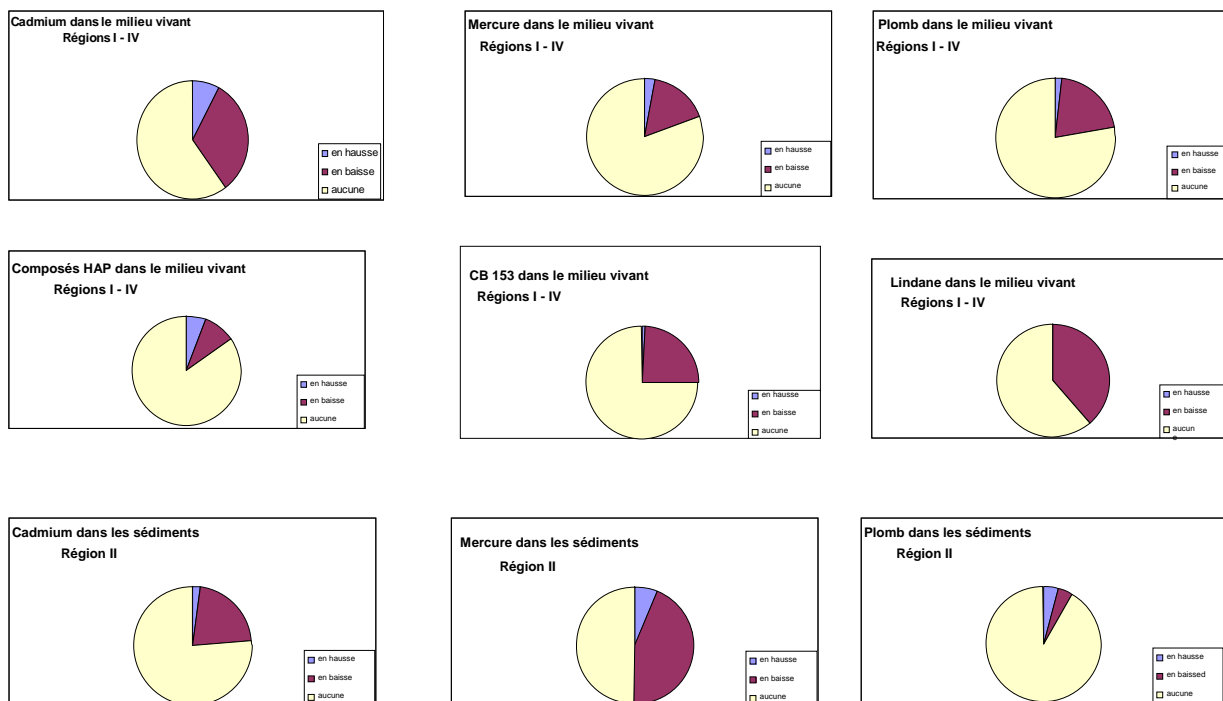 Cadmium dans le milieu vivant
Régions I - IV
en hausse
en baisse
aucune
Mercure dans le milieu vivant
Régions I - IV
en hausse
en baisse
aucune
Plomb dans le milieu vivant
Régions I - IV
en hausse
en baisse
aucune
Composés HAP dans le milieu vivant
Régions I - IV
en hausse
en baisse
aucune
CB 153 dans le milieu vivant
Régions I - IV
en hausse
en baisse
aucune
Lindane dans le milieu vivant
Régions I - IV
en hausse
en baisse
aucun
Cadmium dans les sédiments
Région II
en hausse
en baisse
aucune
Mercure dans les sédiments
Région II
en hausse
en baisse
aucune
Plomb dans les sédiments
Région II
en hausse
en baissed
aucune